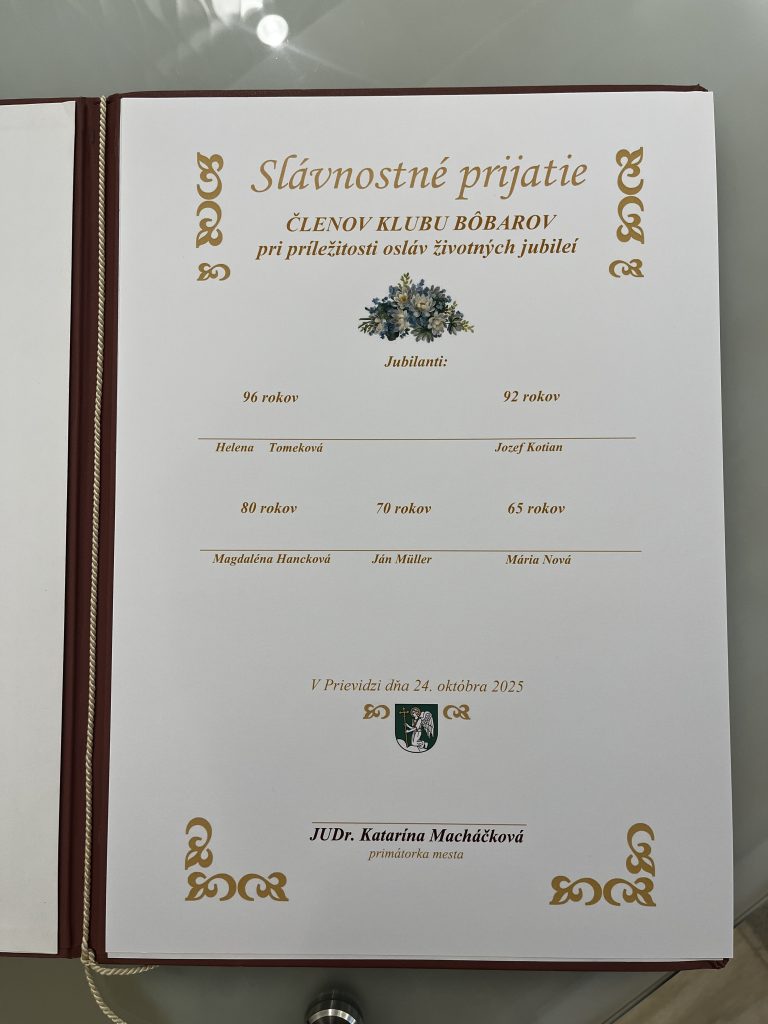 Slávnostné prijatie
ČLENOV KLUBU BÔBAROV
pri príležitosti osláv životných jubileí
Jubilanti:
96 rokov 92 rokov
Helena Tomeková Jozef Kotian
80 rokov 70 rokov 65 rokov
Magdaléna Hancková Ján Müller Mária Nová
V Prievidzi dňa 24. októbra 2025
JUDr. Katarína Macháčková
primátorka mesta